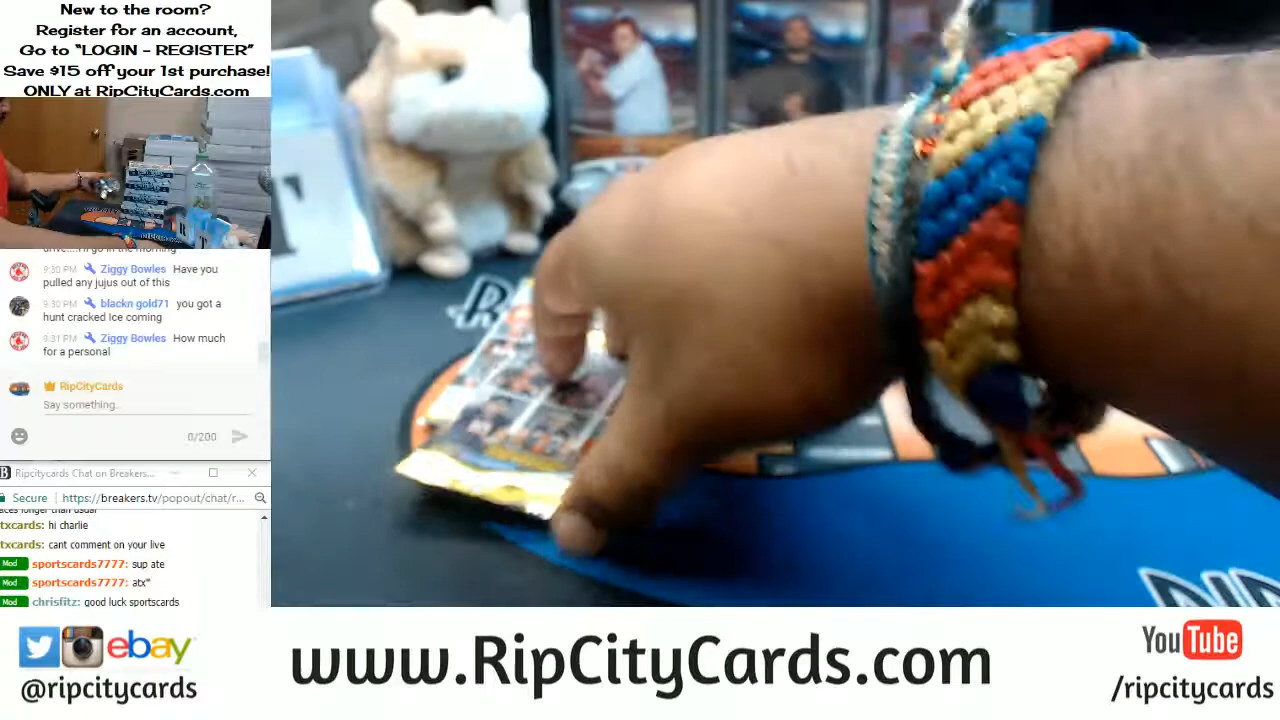 New to the room?
Register for an account,
Go to “LOGIN - REGISTER”
Save $15 off your 1st purchase!
ONLY at RipCityCards.com
9:30 PM Ziggy Bowles Have you
pulled any jujus out of this
9:30 PM blackn gold71 you got a
hunt cracked Ice coming
9:31 PM Ziggy Bowles How much
for a personal
RipCityCards
Say something..
0/200
Ripcitycards Chat on Breakers...
Secure https://breakers.tv/popout/chat/r...
txcards: hi charlie
txcards: cant comment on your live
Mod sportscards7777: sup ate
Mod sportscards7777: atx*
Mod chrisfitz: good luck sportscards
ebay
@ripcitycards
www.RipCityCards.com
YouTube
/ripcitycards